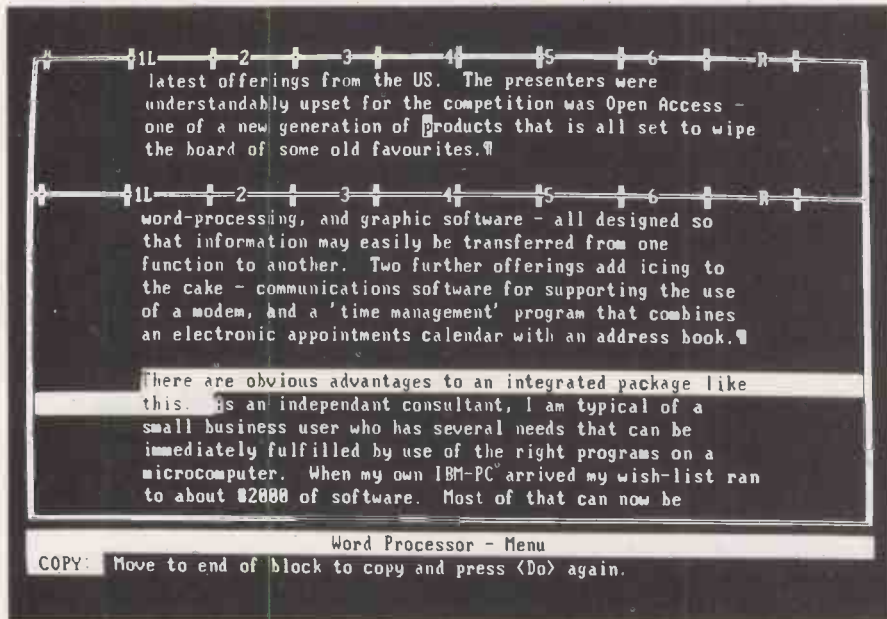 1L 2 3 4 5 6 R
latest offerings from the US. The presenters were
understandably upset for the competition was Open Access -
one of a new generation of products that is all set to wipe
the board of some old favourites.¶
1L 2 3 4 5 6 R
word-processing, and graphic software - all designed so
that information may easily be transferred from one
function to another. Two further offerings add icing to
the cake - communications software for supporting the use
of a modem, and a 'time management' program that combines
an electronic appointments calendar with an address book.¶
There are obvious advantages to an integrated package like
this. As an independant consultant, I am typical of a
small business user who has several needs that can be
immediately fulfilled by use of the right programs on a
microcomputer. When my own IBM-PC arrived my wish-list ran
to about $2000 of software. Most of that can now be
Word Processor - Menu
COPY: Move to end of block to copy and press <Do> again.